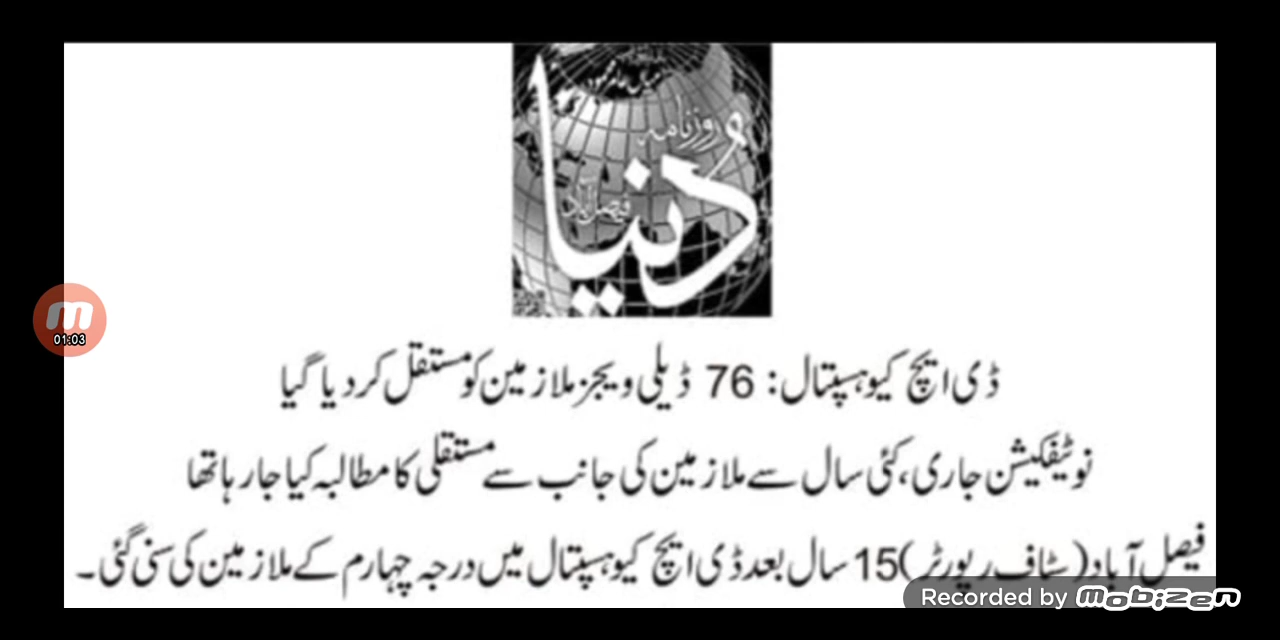 روزنامہ
دُنیا
فیصل آباد
ڈی ایچ کیو ہسپتال: 76 ڈیلی ویجز ملازمین کو مستقل کر دیا گیا
نوٹیفکیشن جاری، کئی سال سے ملازمین کی جانب سے مستقلی کا مطالبہ کیا جا رہا تھا
فیصل آباد (سٹاف رپورٹر) 15 سال بعد ڈی ایچ کیو ہسپتال میں درجہ چہارم کے ملازمین کی سنی گئی۔
m
01:03
Recorded by mobizen